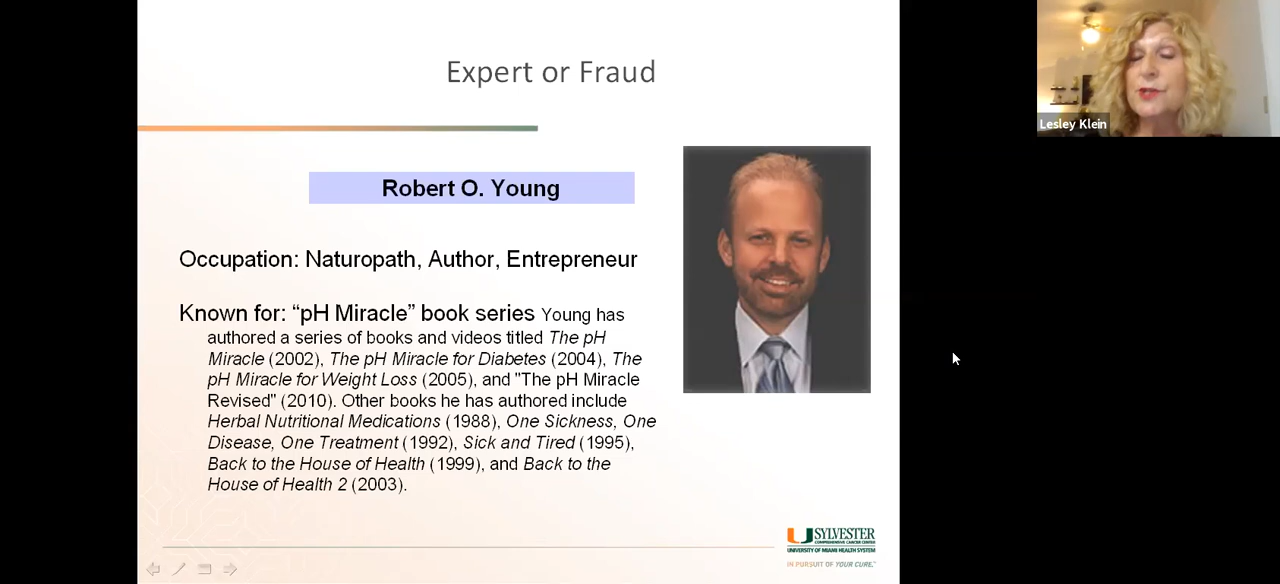 Expert or Fraud
Lesley Klein
Robert O. Young
Occupation: Naturopath, Author, Entrepreneur
Known for: “pH Miracle” book series Young has
authored a series of books and videos titled The pH
Miracle (2002), The pH Miracle for Diabetes (2004), The
pH Miracle for Weight Loss (2005), and "The pH Miracle
Revised" (2010). Other books he has authored include
Herbal Nutritional Medications (1988), One Sickness, One
Disease, One Treatment (1992), Sick and Tired (1995),
Back to the House of Health (1999), and Back to the
House of Health 2 (2003).
SYLVESTER
COMPREHENSIVE CANCER CENTER
UNIVERSITY OF MIAMI HEALTH SYSTEM
IN PURSUIT OF YOUR CURE.™